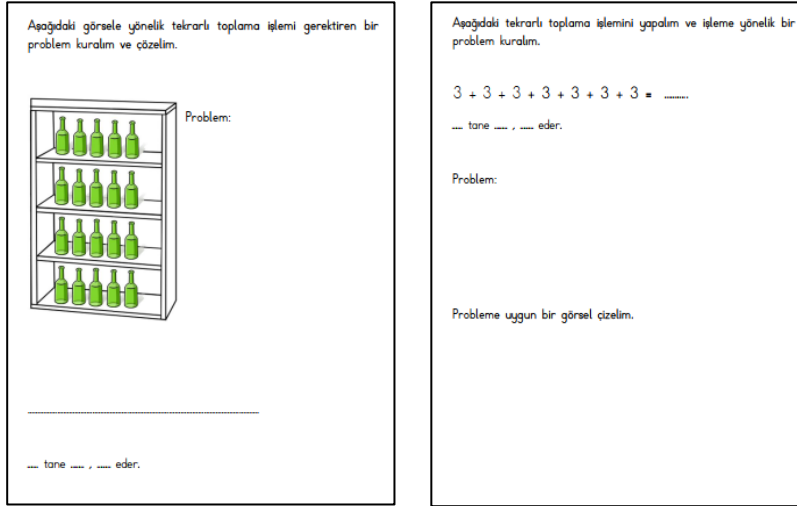 Aşağıdaki görsele yönelik tekrarlı toplama işlemi gerektiren bir
problem kuralım ve çözelim.
Problem:
..........................................................................................
..... tane ...... , ...... eder.
Aşağıdaki tekrarlı toplama işlemini yapalım ve işleme yönelik bir
problem kuralım.
3 + 3 + 3 + 3 + 3 + 3 + 3 = ..........
..... tane ...... , ...... eder.
Problem:
Probleme uygun bir görsel çizelim.